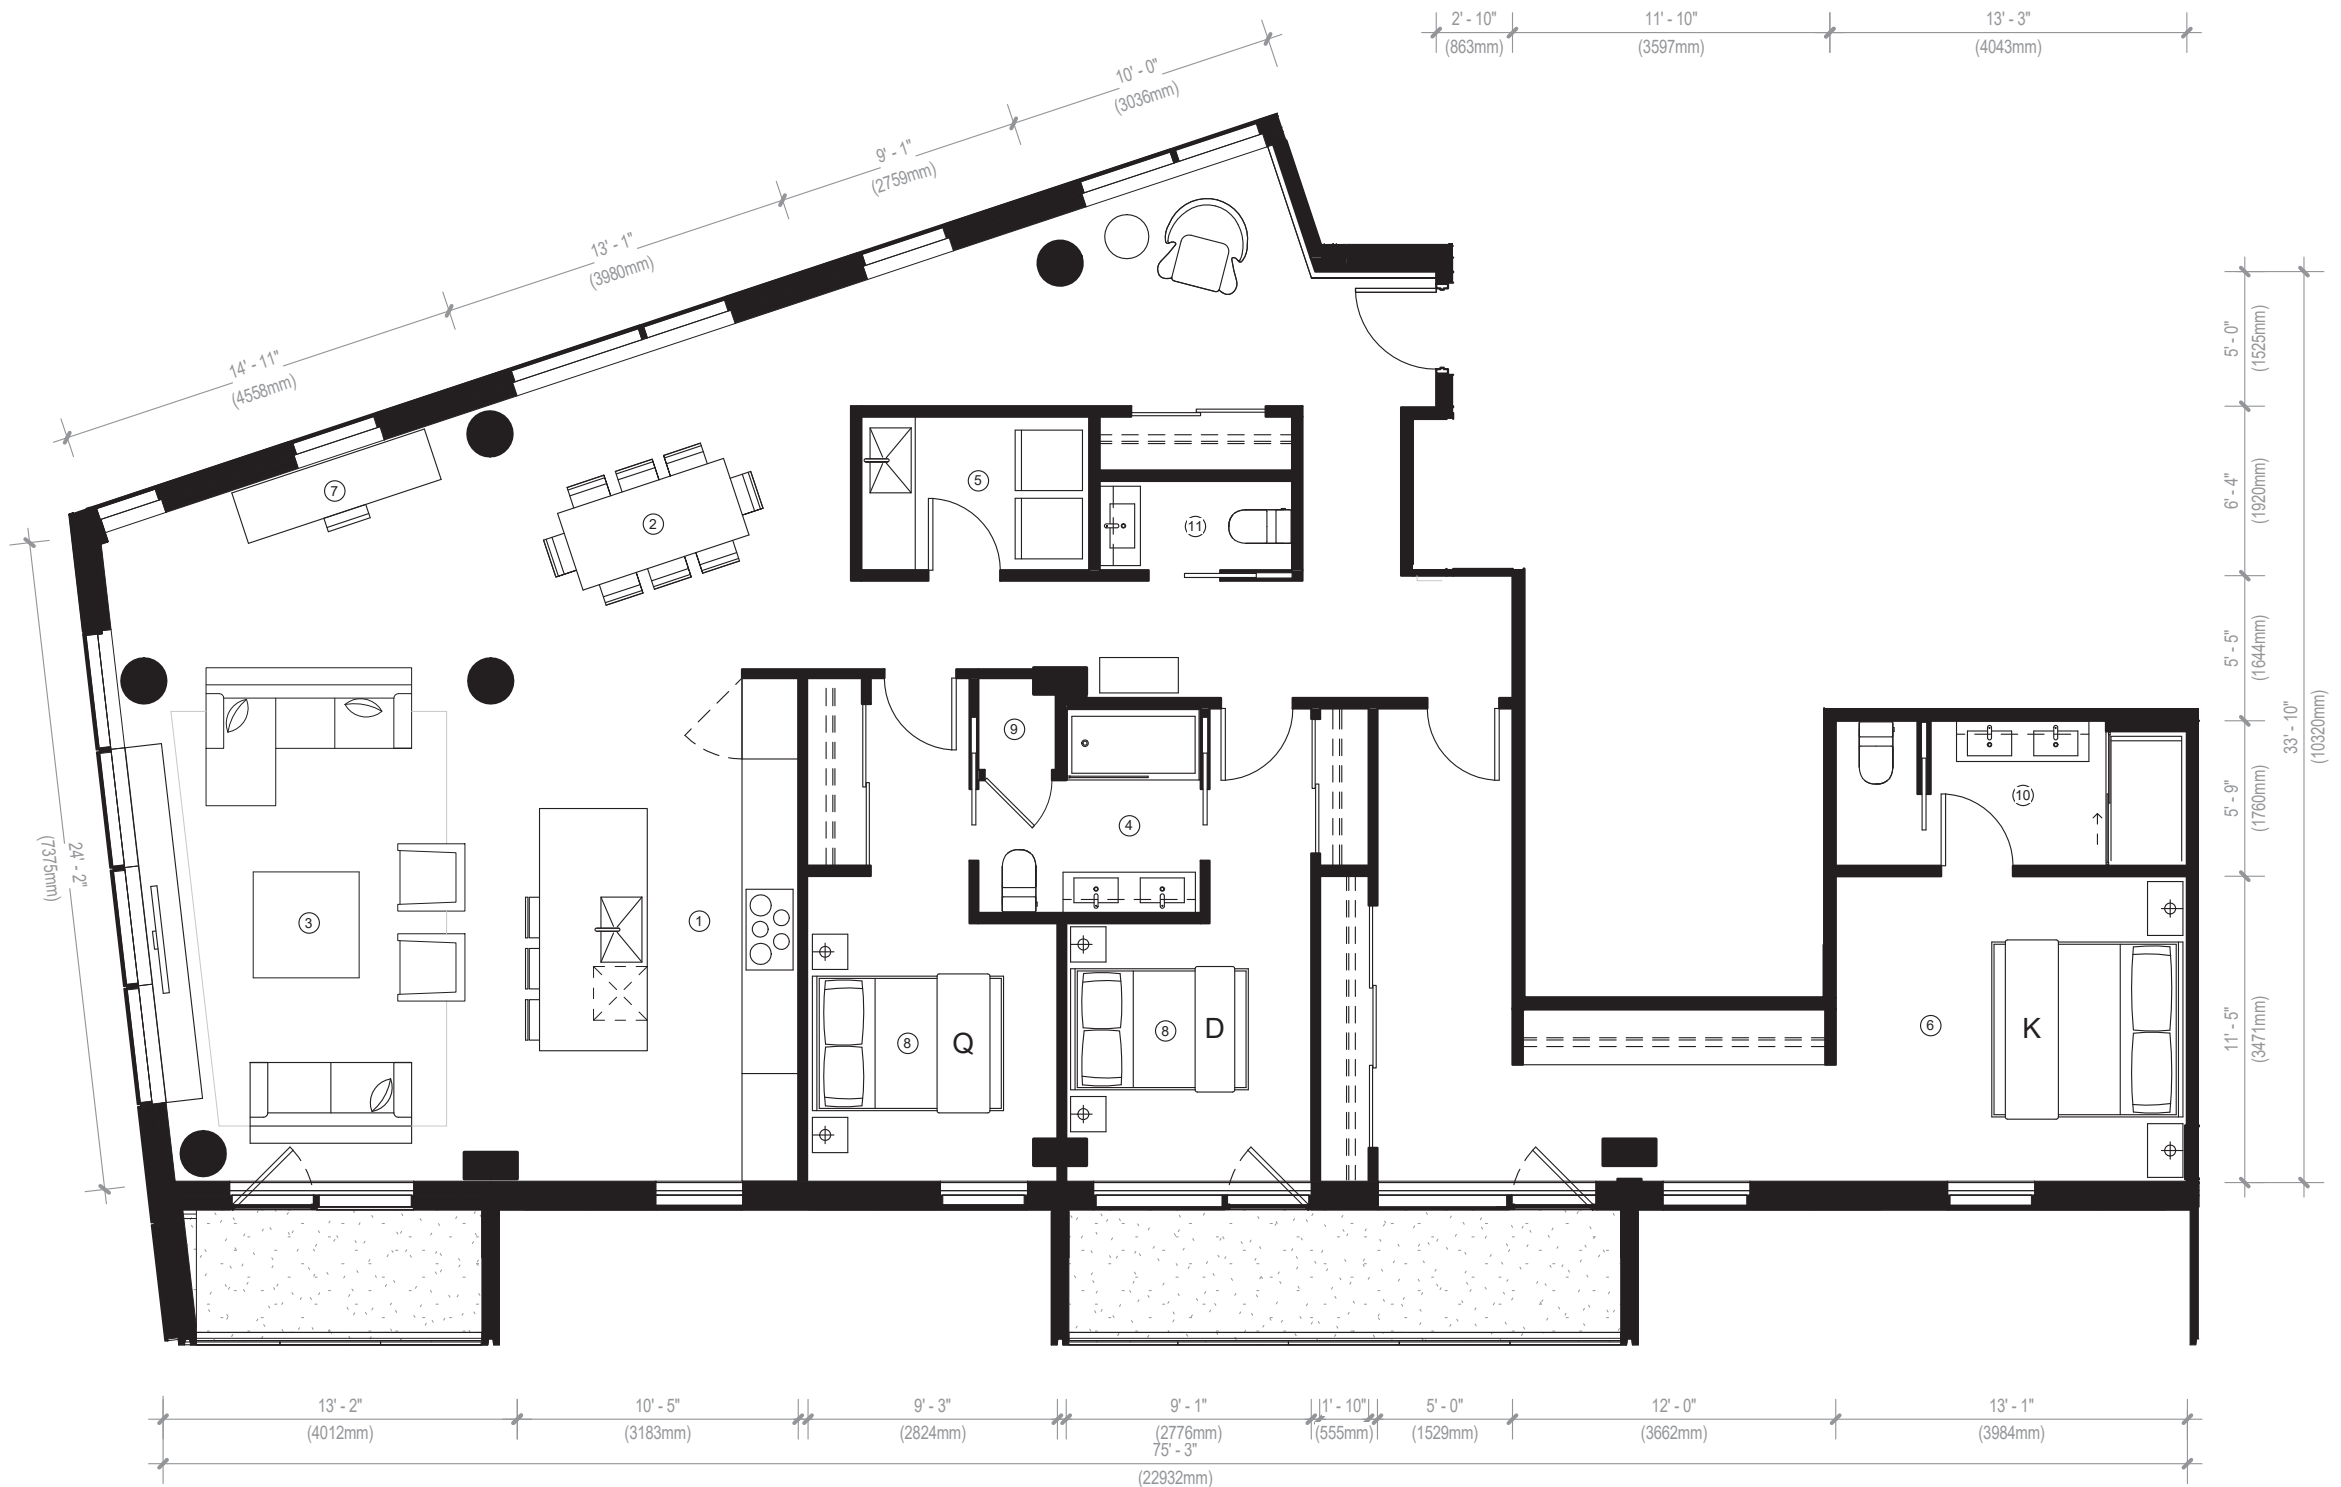 2' - 10"
(863mm)
11' - 10"
(3597mm)
13' - 3"
(4043mm)
10' - 0"
(3036mm)
9' - 1"
(2759mm)
13' - 1"
(3980mm)
14' - 11"
(4558mm)
24' - 2"
(7375mm)
5' - 0"
(1525mm)
6' - 4"
(1920mm)
5' - 5"
(1644mm)
5' - 9"
(1760mm)
11' - 5"
(3471mm)
33' - 10"
(10320mm)
7
2
5
11
9
4
10
3
1
8
Q
8
D
6
K
13' - 2"
(4012mm)
10' - 5"
(3183mm)
9' - 3"
(2824mm)
9' - 1"
(2776mm)
1' - 10"
(555mm)
5' - 0"
(1529mm)
12' - 0"
(3662mm)
13' - 1"
(3984mm)
75' - 3"
(22932mm)